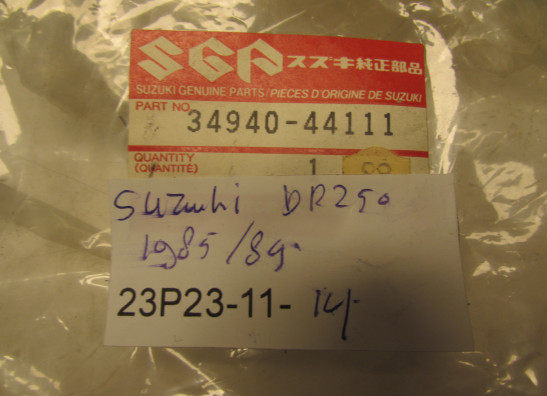 SGP スズキ純正部品
SUZUKI GENUINE PARTS/PIECES D'ORIGINE DE SUZUKI
PART NO. 34940-44111
QUANTITY
(QUANTITÉ) 1
Suzuki DR250
1985/89.
23P23-11-14